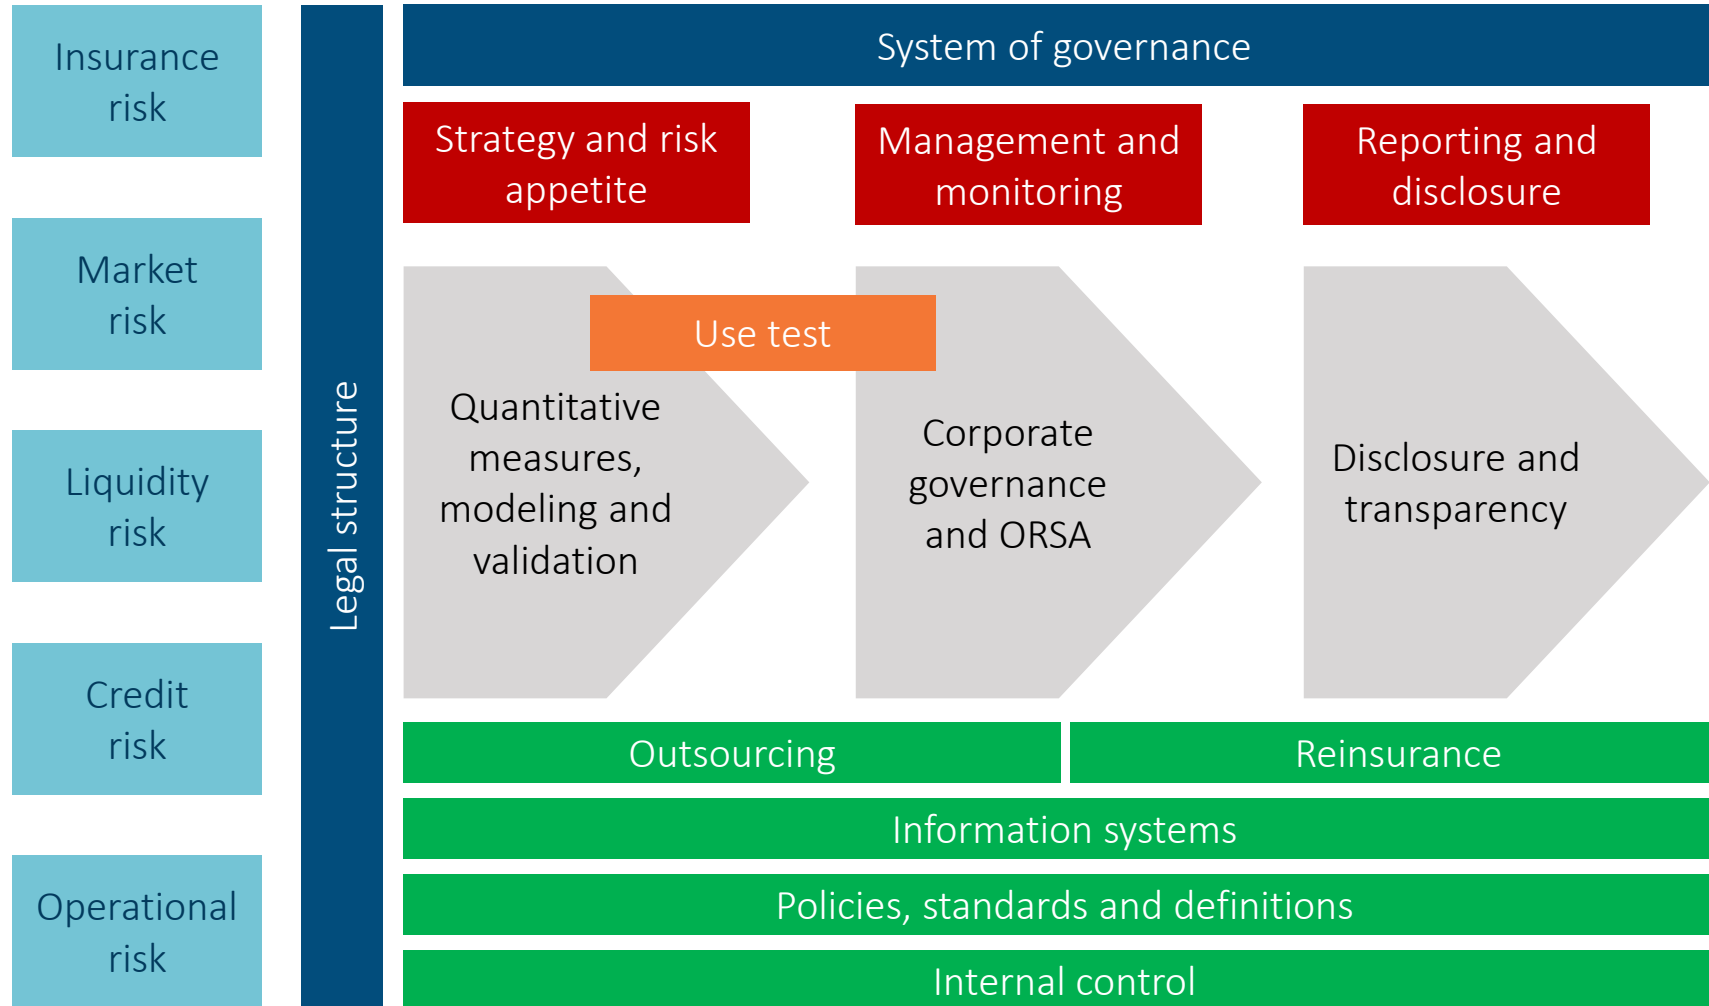 Insurance
risk
Market
risk
Liquidity
risk
Credit
risk
Operational
risk
Legal structure
System of governance
Strategy and risk
appetite
Management and
monitoring
Reporting and
disclosure
Use test
Quantitative
measures,
modeling and
validation
Corporate
governance
and ORSA
Disclosure and
transparency
Outsourcing
Reinsurance
Information systems
Policies, standards and definitions
Internal control